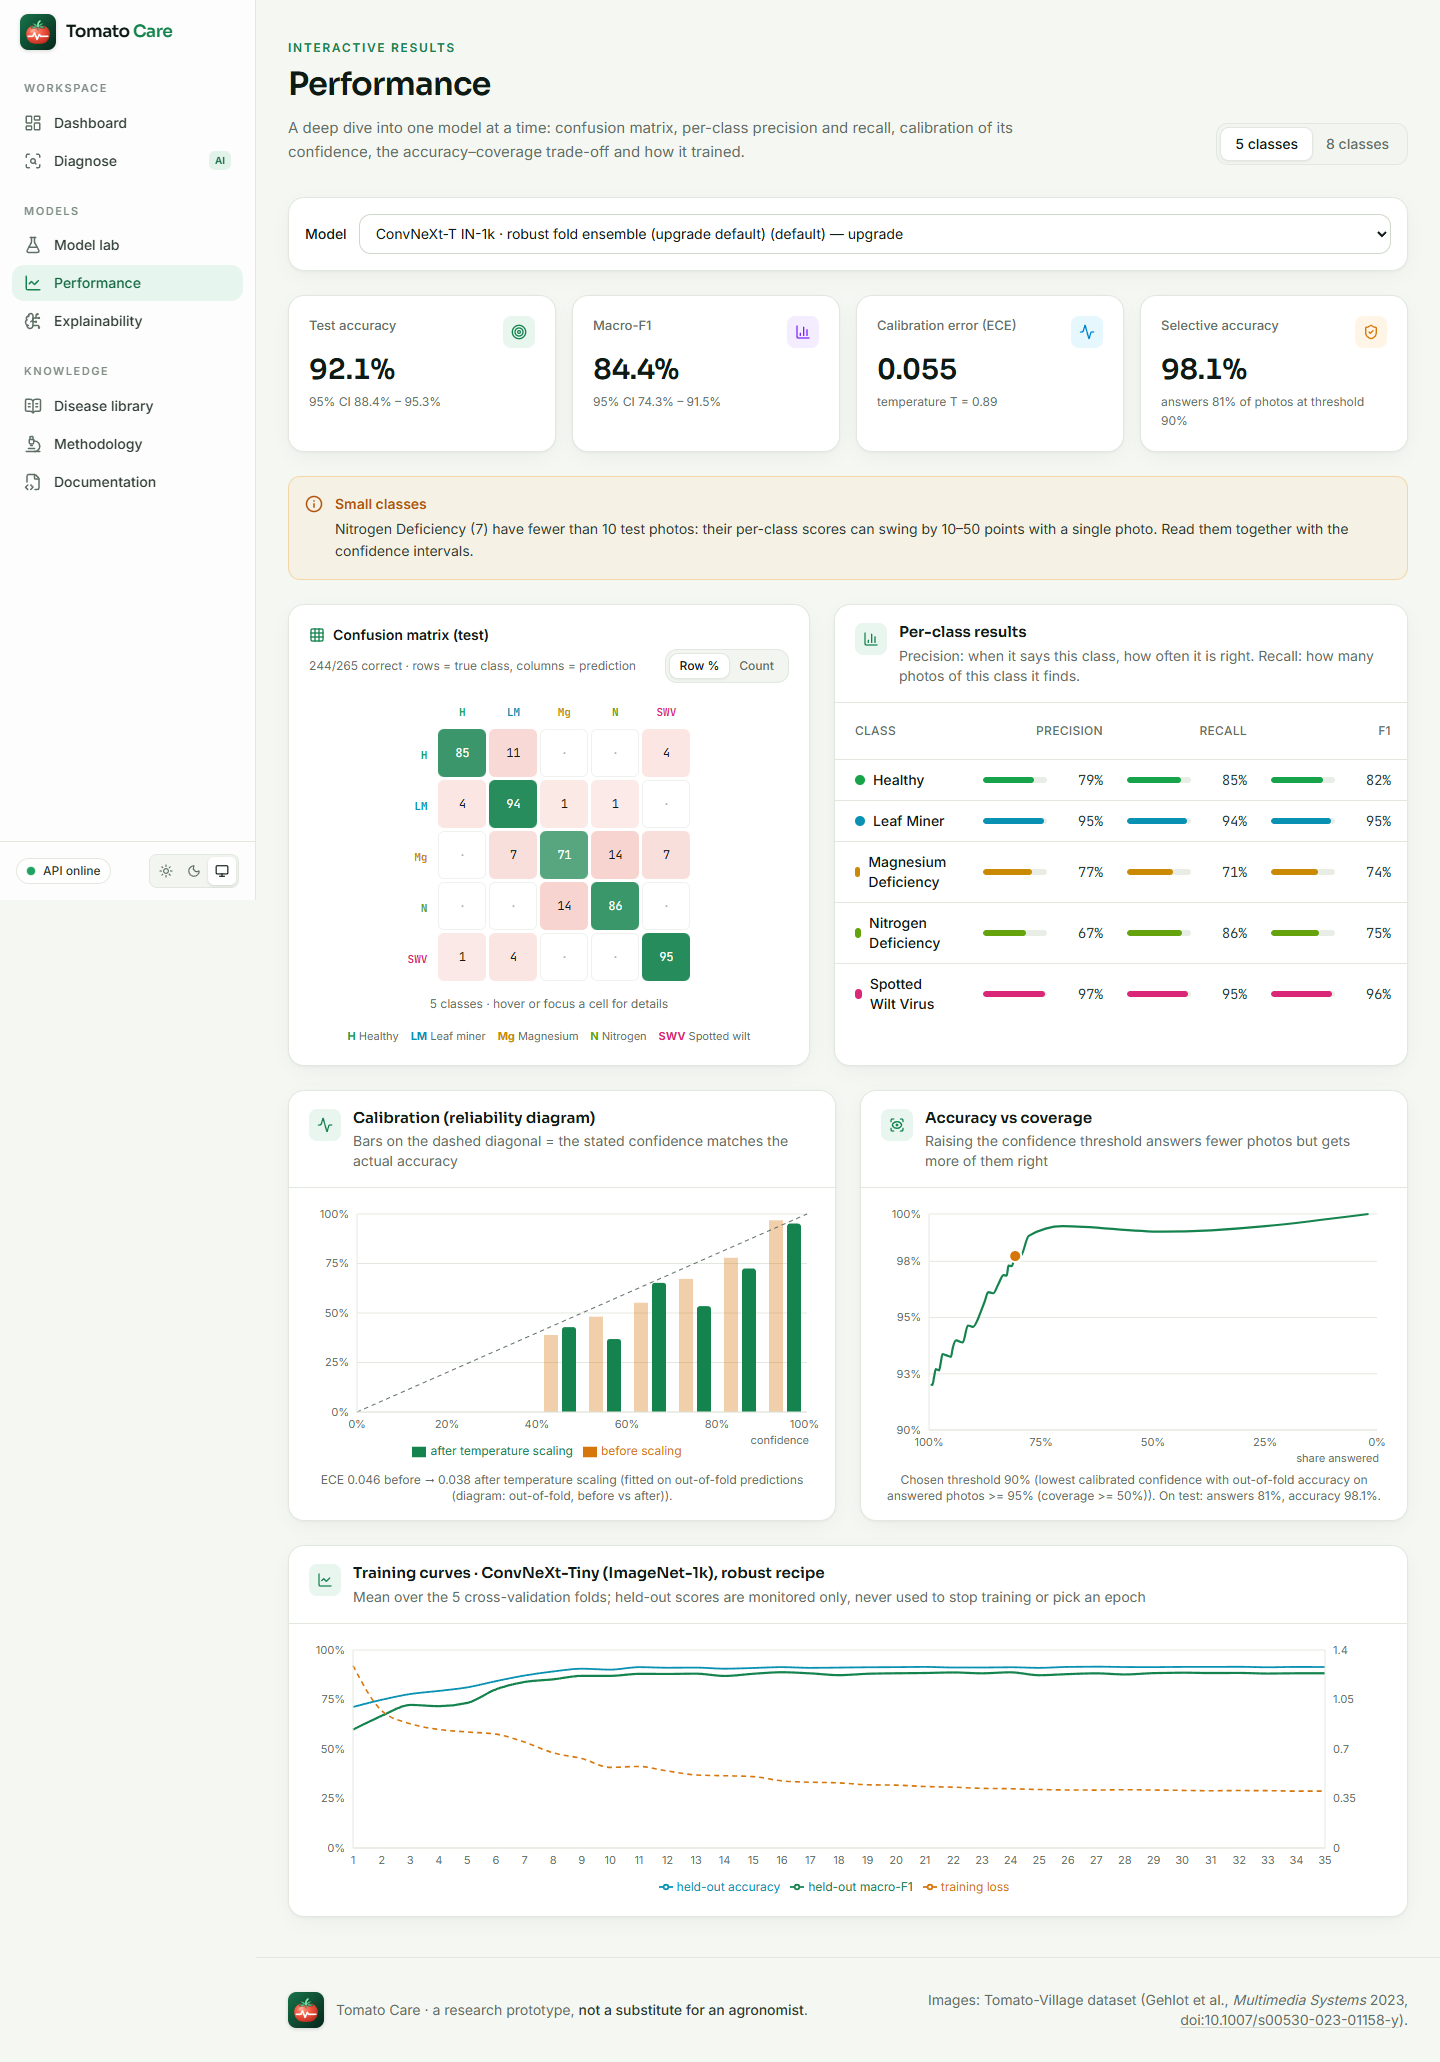 Tomato Care
WORKSPACE
Dashboard
Diagnose AI
MODELS
Model lab
Performance
Explainability
KNOWLEDGE
Disease library
Methodology
Documentation
API online
INTERACTIVE RESULTS
Performance
A deep dive into one model at a time: confusion matrix, per-class precision and recall, calibration of its
confidence, the accuracy–coverage trade-off and how it trained.
5 classes 8 classes
Model ConvNeXt-T IN-1k · robust fold ensemble (upgrade default) (default) — upgrade
Test accuracy
92.1%
95% CI 88.4% – 95.3%
Macro-F1
84.4%
95% CI 74.3% – 91.5%
Calibration error (ECE)
0.055
temperature T = 0.89
Selective accuracy
98.1%
answers 81% of photos at threshold
90%
Small classes
Nitrogen Deficiency (7) have fewer than 10 test photos: their per-class scores can swing by 10–50 points with a single photo. Read them together with the
confidence intervals.
Confusion matrix (test)
244/265 correct · rows = true class, columns = prediction
Row % Count
H LM Mg N SWV
H 85 11 · · 4
LM 4 94 1 1 ·
Mg · 7 71 14 7
N · · 14 86 ·
SWV 1 4 · · 95
5 classes · hover or focus a cell for details
H Healthy LM Leaf miner Mg Magnesium N Nitrogen SWV Spotted wilt
Per-class results
Precision: when it says this class, how often it is right. Recall: how many
photos of this class it finds.
CLASS PRECISION RECALL F1
Healthy 79% 85% 82%
Leaf Miner 95% 94% 95%
Magnesium
Deficiency 77% 71% 74%
Nitrogen
Deficiency 67% 86% 75%
Spotted
Wilt Virus 97% 95% 96%
Calibration (reliability diagram)
Bars on the dashed diagonal = the stated confidence matches the
actual accuracy
100%
75%
50%
25%
0%
0% 20% 40% 60% 80% 100%
confidence
after temperature scaling before scaling
ECE 0.046 before → 0.038 after temperature scaling (fitted on out-of-fold predictions
(diagram: out-of-fold, before vs after)).
Accuracy vs coverage
Raising the confidence threshold answers fewer photos but gets
more of them right
100%
98%
95%
93%
90%
100% 75% 50% 25% 0%
share answered
Chosen threshold 90% (lowest calibrated confidence with out-of-fold accuracy on
answered photos >= 95% (coverage >= 50%)). On test: answers 81%, accuracy 98.1%.
Training curves · ConvNeXt-Tiny (ImageNet-1k), robust recipe
Mean over the 5 cross-validation folds; held-out scores are monitored only, never used to stop training or pick an epoch
100% 1.4
75% 1.05
50% 0.7
25% 0.35
0% 0
1 2 3 4 5 6 7 8 9 10 11 12 13 14 15 16 17 18 19 20 21 22 23 24 25 26 27 28 29 30 31 32 33 34 35
held-out accuracy held-out macro-F1 training loss
Tomato Care · a research prototype, not a substitute for an agronomist.
Images: Tomato-Village dataset (Gehlot et al., Multimedia Systems 2023,
doi:10.1007/s00530-023-01158-y).